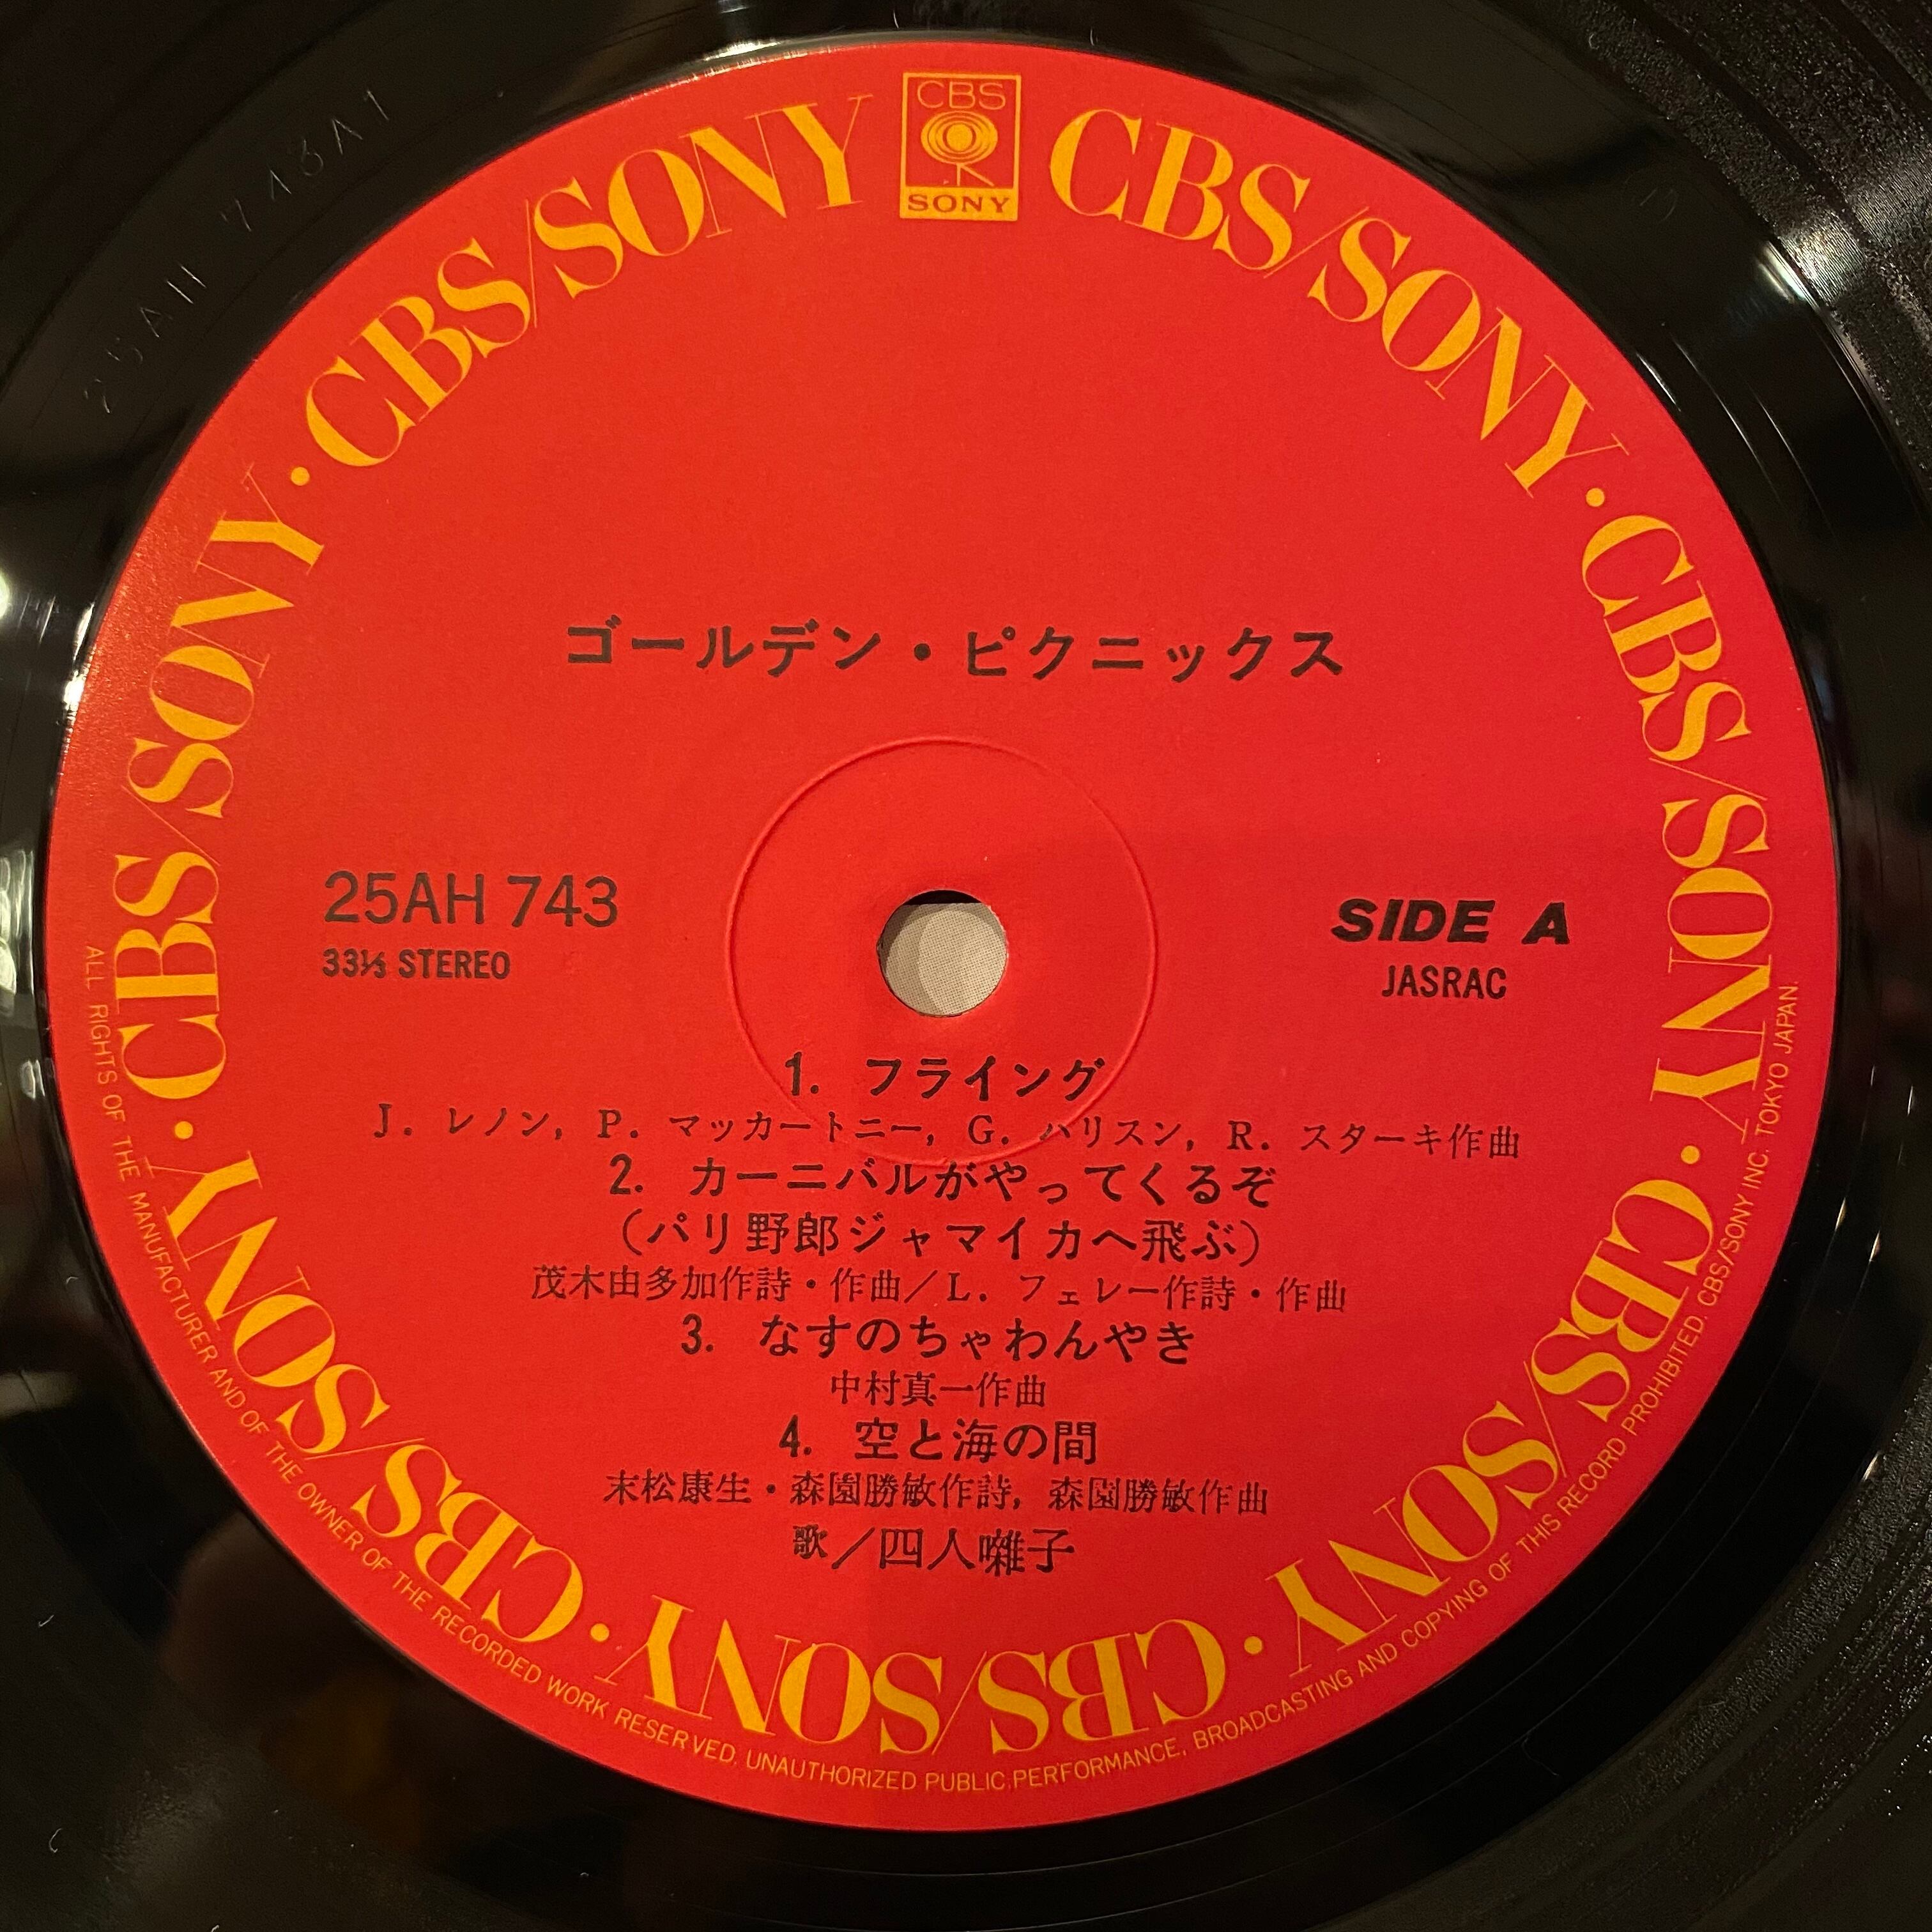 CBS
SONY
CBS/SONY · CBS/SONY · CBS/SONY · CBS/SONY · CBS/SONY · CBS/SONY · CBS/SONY
ゴールデン・ピクニックス
25AH 743
33⅓ STEREO
SIDE A
JASRAC
1. フライング
J. レノン, P. マッカートニー, G. ハリスン, R. スターキ作曲
2. カーニバルがやってくるぞ
(パリ野郎ジャマイカへ飛ぶ)
茂木由多加作詩・作曲/L. フェレー作詩・作曲
3. なすのちゃわんやき
中村真一作曲
4. 空と海の間
末松康生・森園勝敏作詩, 森園勝敏作曲
歌/四人囃子
ALL RIGHTS OF THE MANUFACTURER AND OF THE OWNER OF THE RECORDED WORK RESERVED. UNAUTHORIZED PUBLIC PERFORMANCE, BROADCASTING AND COPYING OF THIS RECORD PROHIBITED. CBS/SONY INC. TOKYO JAPAN.
25AH 743A1